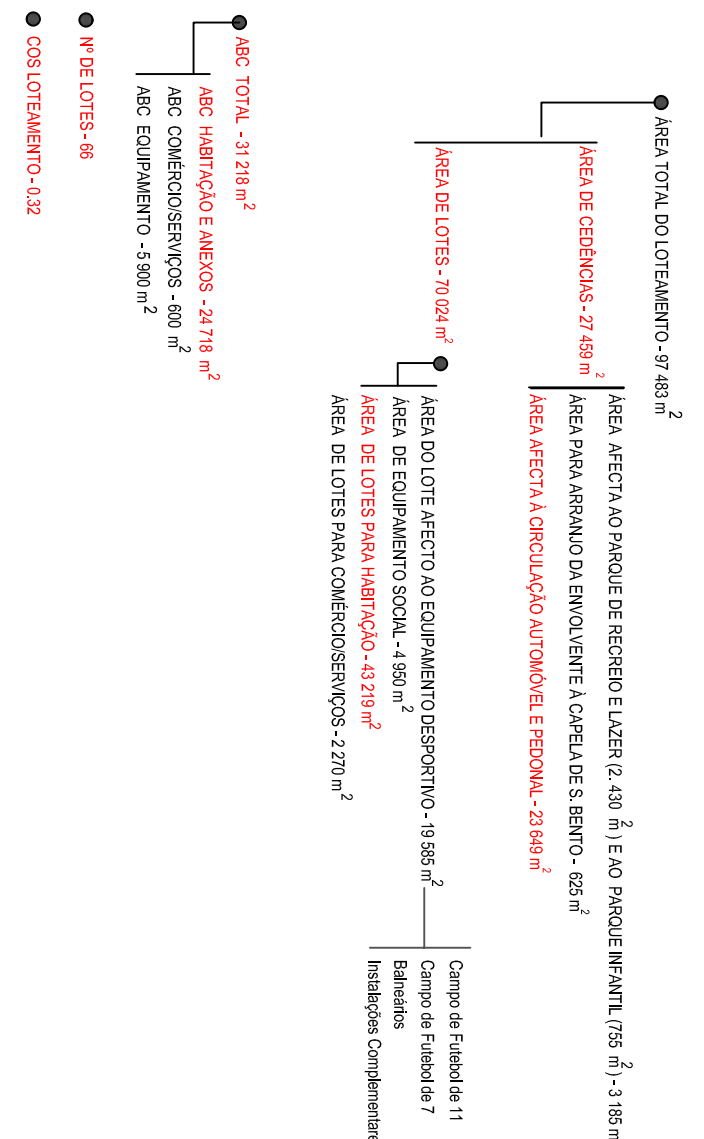 ÁREA TOTAL DO LOTEAMENTO - 97 483 m²
ÁREA DE CEDÊNCIAS - 27 459 m²
ÁREA AFECTA AO PARQUE DE RECREIO E LAZER (2. 430 m²) E AO PARQUE INFANTIL (755 m²) - 3 185 m
ÁREA PARA ARRANJO DA ENVOLVENTE À CAPELA DE S. BENTO - 625 m²
ÁREA AFECTA À CIRCULAÇÃO AUTOMÓVEL E PEDONAL - 23 649 m²
ÁREA DE LOTES - 70 024 m²
ÁREA DO LOTE AFECTO AO EQUIPAMENTO DESPORTIVO - 19 585 m²
Campo de Futebol de 11
Campo de Futebol de 7
Balneários
Instalações Complementare
ÁREA DE EQUIPAMENTO SOCIAL - 4 950 m²
ÁREA DE LOTES PARA HABITAÇÃO - 43 219 m²
ÁREA DE LOTES PARA COMÉRCIO/SERVIÇOS - 2 270 m²
ABC TOTAL - 31 218 m²
ABC HABITAÇÃO E ANEXOS - 24 718 m²
ABC COMÉRCIO/SERVIÇOS - 600 m²
ABC EQUIPAMENTO - 5 900 m²
Nº DE LOTES - 66
COS LOTEAMENTO - 0.32